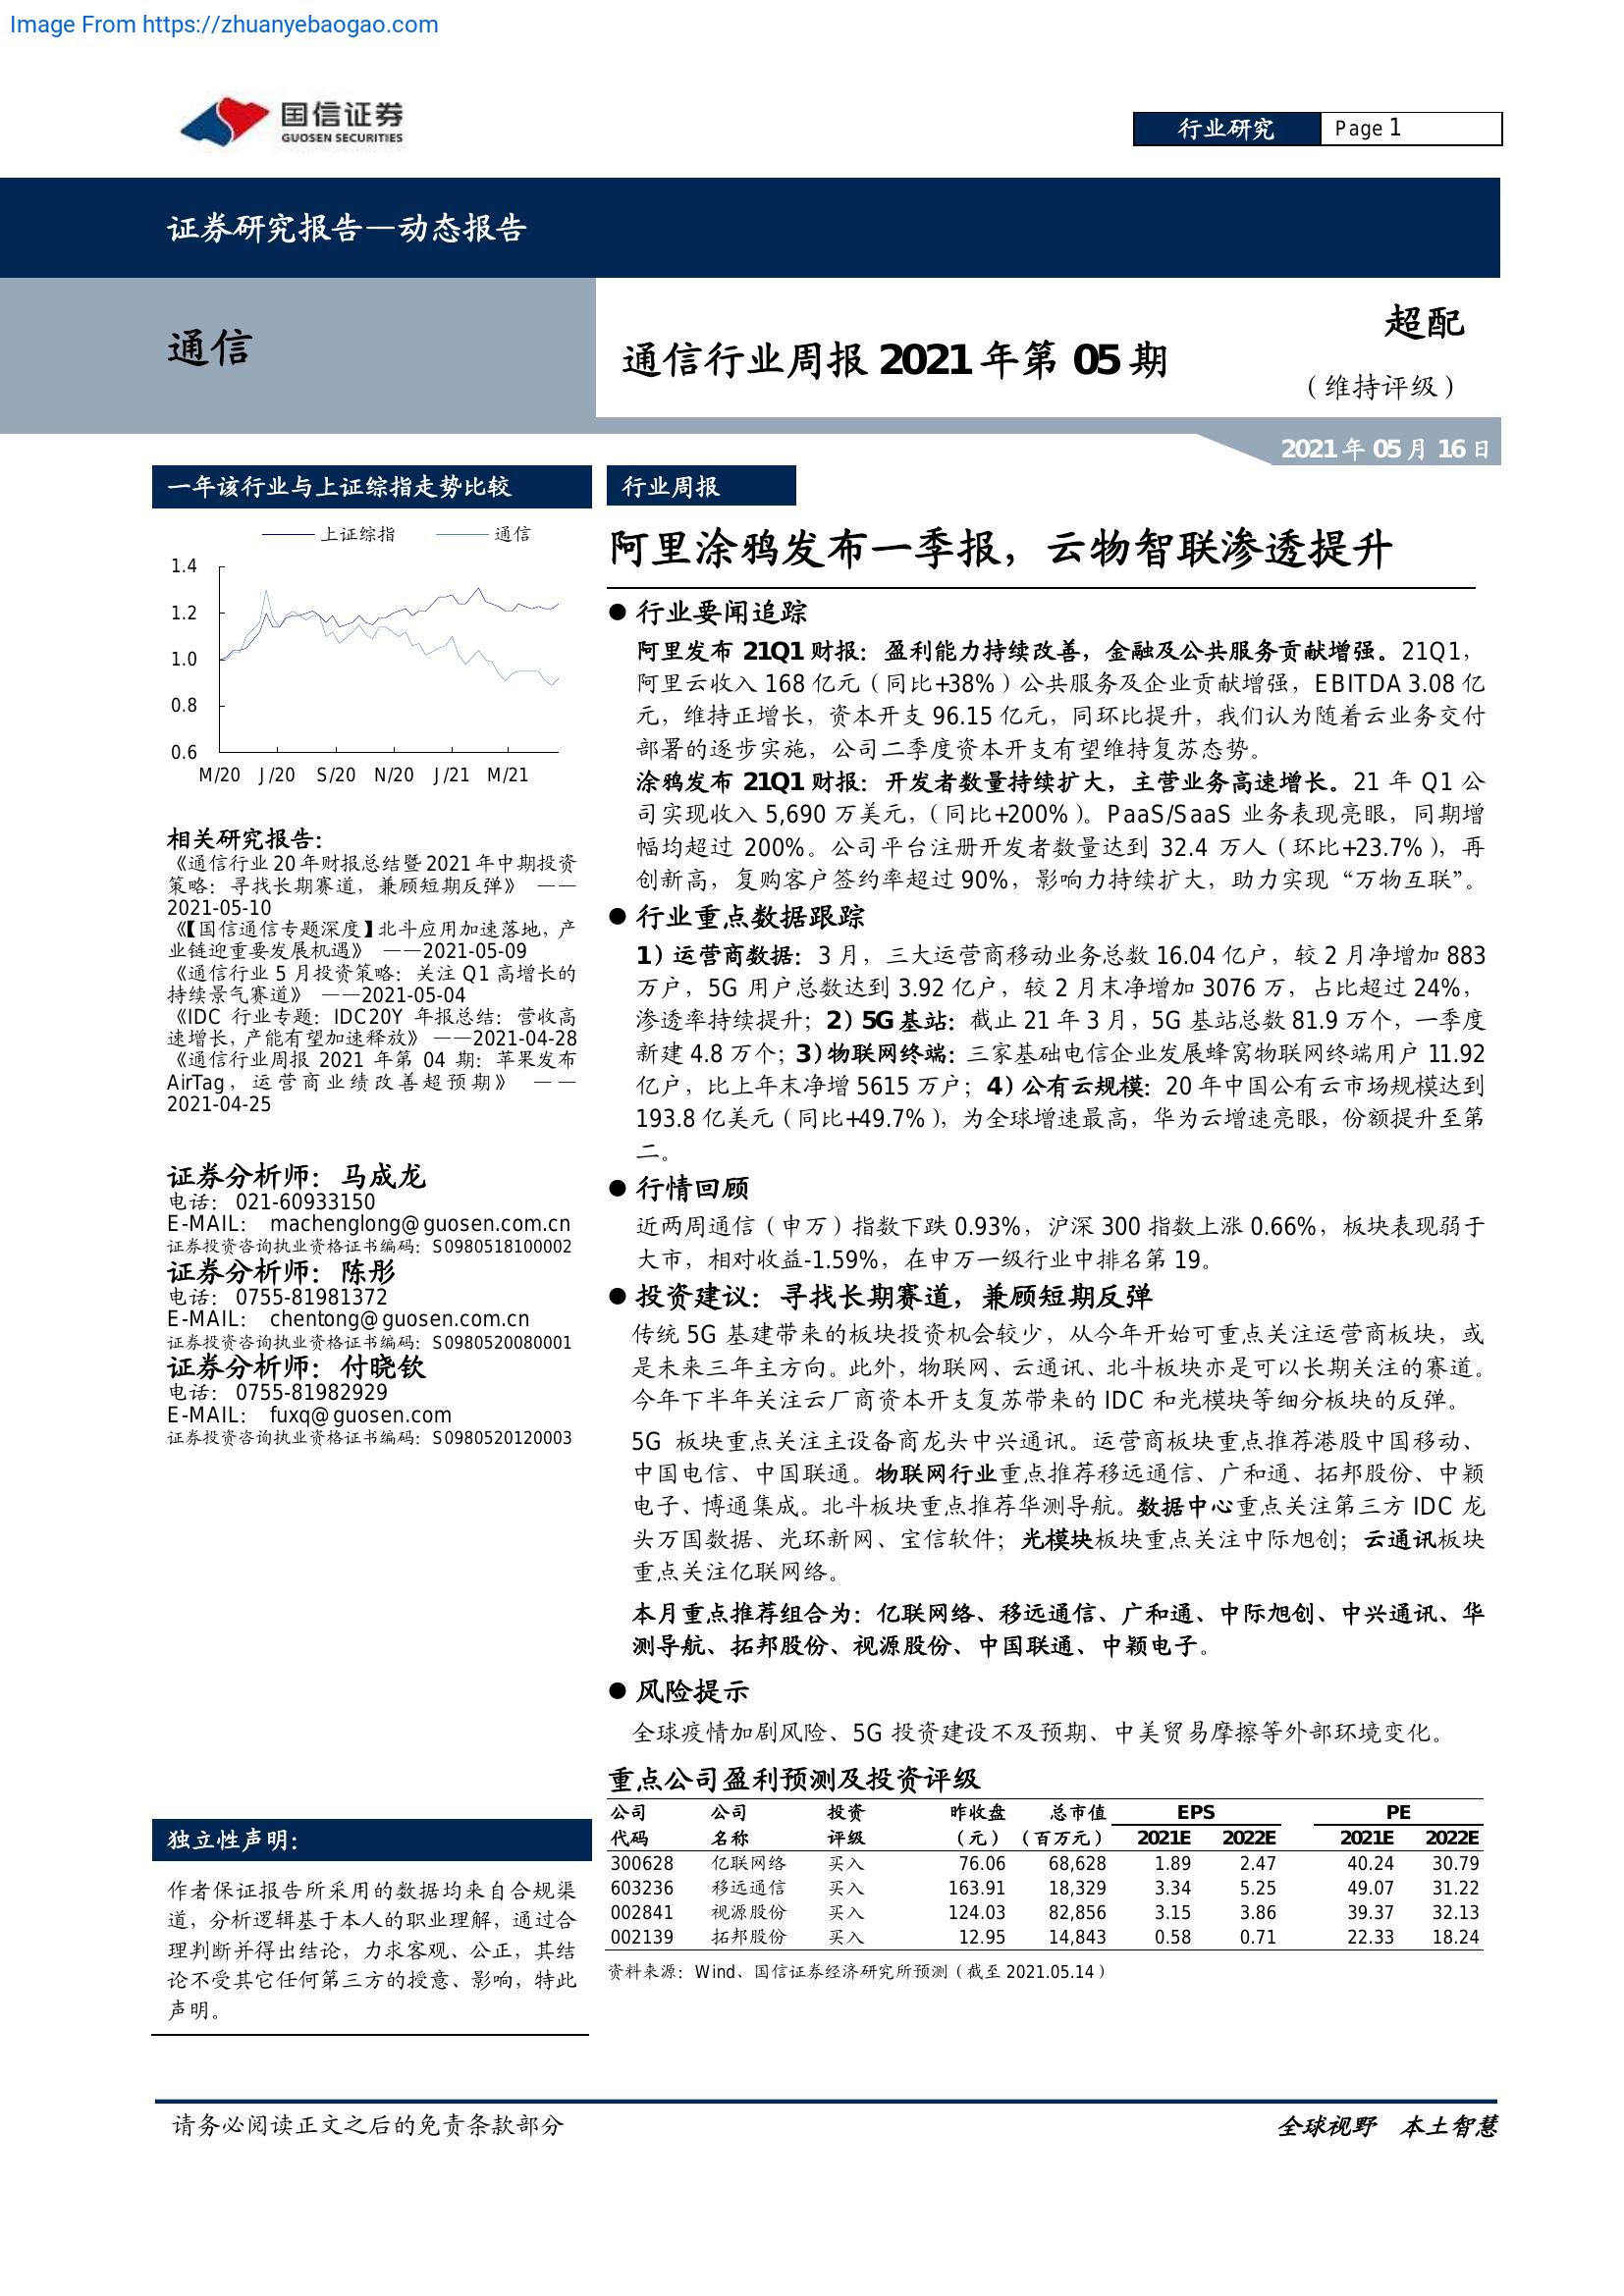 Image From https://zhuanyebaogao.com
国信证券
GUOSEN SECURITIES
行业研究
Page 1
证券研究报告—动态报告
通信
通信行业周报 2021 年第 05 期
超配
（维持评级）
2021 年 05 月 16 日
一年该行业与上证综指走势比较
上证综指 通信
1.4
1.2
1.0
0.8
0.6
M/20 J/20 S/20 N/20 J/21 M/21
相关研究报告：
《通信行业 20 年财报总结暨 2021 年中期投资
策略：寻找长期赛道，兼顾短期反弹》 ——
2021-05-10
《【国信通信专题深度】北斗应用加速落地，产
业链迎重要发展机遇》 ——2021-05-09
《通信行业 5 月投资策略：关注 Q1 高增长的
持续景气赛道》 ——2021-05-04
《IDC 行业专题：IDC20Y 年报总结：营收高
速增长，产能有望加速释放》 ——2021-04-28
《通信行业周报 2021 年第 04 期：苹果发布
AirTag，运营商业绩改善超预期》 ——
2021-04-25
证券分析师：马成龙
电话： 021-60933150
E-MAIL： machenglong@guosen.com.cn
证券投资咨询执业资格证书编码：S0980518100002
证券分析师：陈彤
电话： 0755-81981372
E-MAIL： chentong@guosen.com.cn
证券投资咨询执业资格证书编码：S0980520080001
证券分析师：付晓钦
电话： 0755-81982929
E-MAIL： fuxq@guosen.com
证券投资咨询执业资格证书编码：S0980520120003
独立性声明：
作者保证报告所采用的数据均来自合规渠
道，分析逻辑基于本人的职业理解，通过合
理判断并得出结论，力求客观、公正，其结
论不受其它任何第三方的授意、影响，特此
声明。
行业周报
阿里涂鸦发布一季报，云物智联渗透提升
● 行业要闻追踪
阿里发布 21Q1 财报：盈利能力持续改善，金融及公共服务贡献增强。21Q1，
阿里云收入 168 亿元（同比+38%）公共服务及企业贡献增强，EBITDA 3.08 亿
元，维持正增长，资本开支 96.15 亿元，同环比提升，我们认为随着云业务交付
部署的逐步实施，公司二季度资本开支有望维持复苏态势。
涂鸦发布 21Q1 财报：开发者数量持续扩大，主营业务高速增长。21 年 Q1 公
司实现收入 5,690 万美元，（同比+200%）。PaaS/SaaS 业务表现亮眼，同期增
幅均超过 200%。公司平台注册开发者数量达到 32.4 万人（环比+23.7%），再
创新高，复购客户签约率超过 90%，影响力持续扩大，助力实现“万物互联”。
● 行业重点数据跟踪
1）运营商数据：3 月，三大运营商移动业务总数 16.04 亿户，较 2 月净增加 883
万户，5G 用户总数达到 3.92 亿户，较 2 月末净增加 3076 万，占比超过 24%，
渗透率持续提升；2）5G 基站：截止 21 年 3 月，5G 基站总数 81.9 万个，一季度
新建 4.8 万个；3)物联网终端：三家基础电信企业发展蜂窝物联网终端用户 11.92
亿户，比上年末净增 5615 万户；4）公有云规模：20 年中国公有云市场规模达到
193.8 亿美元（同比+49.7%），为全球增速最高，华为云增速亮眼，份额提升至第
二。
● 行情回顾
近两周通信（申万）指数下跌 0.93%，沪深 300 指数上涨 0.66%，板块表现弱于
大市，相对收益-1.59%，在申万一级行业中排名第 19。
● 投资建议：寻找长期赛道，兼顾短期反弹
传统 5G 基建带来的板块投资机会较少，从今年开始可重点关注运营商板块，或
是未来三年主方向。此外，物联网、云通讯、北斗板块亦是可以长期关注的赛道。
今年下半年关注云厂商资本开支复苏带来的 IDC 和光模块等细分板块的反弹。
5G 板块重点关注主设备商龙头中兴通讯。运营商板块重点推荐港股中国移动、
中国电信、中国联通。物联网行业重点推荐移远通信、广和通、拓邦股份、中颖
电子、博通集成。北斗板块重点推荐华测导航。数据中心重点关注第三方 IDC 龙
头万国数据、光环新网、宝信软件；光模块板块重点关注中际旭创；云通讯板块
重点关注亿联网络。
本月重点推荐组合为：亿联网络、移远通信、广和通、中际旭创、中兴通讯、华
测导航、拓邦股份、视源股份、中国联通、中颖电子。
● 风险提示
全球疫情加剧风险、5G 投资建设不及预期、中美贸易摩擦等外部环境变化。
重点公司盈利预测及投资评级
公司 公司 投资 昨收盘 总市值 EPS PE
代码 名称 评级 （元） （百万元） 2021E 2022E 2021E 2022E
300628 亿联网络 买入 76.06 68,628 1.89 2.47 40.24 30.79
603236 移远通信 买入 163.91 18,329 3.34 5.25 49.07 31.22
002841 视源股份 买入 124.03 82,856 3.15 3.86 39.37 32.13
002139 拓邦股份 买入 12.95 14,843 0.58 0.71 22.33 18.24
资料来源：Wind、国信证券经济研究所预测（截至 2021.05.14）
请务必阅读正文之后的免责条款部分
全球视野 本土智慧